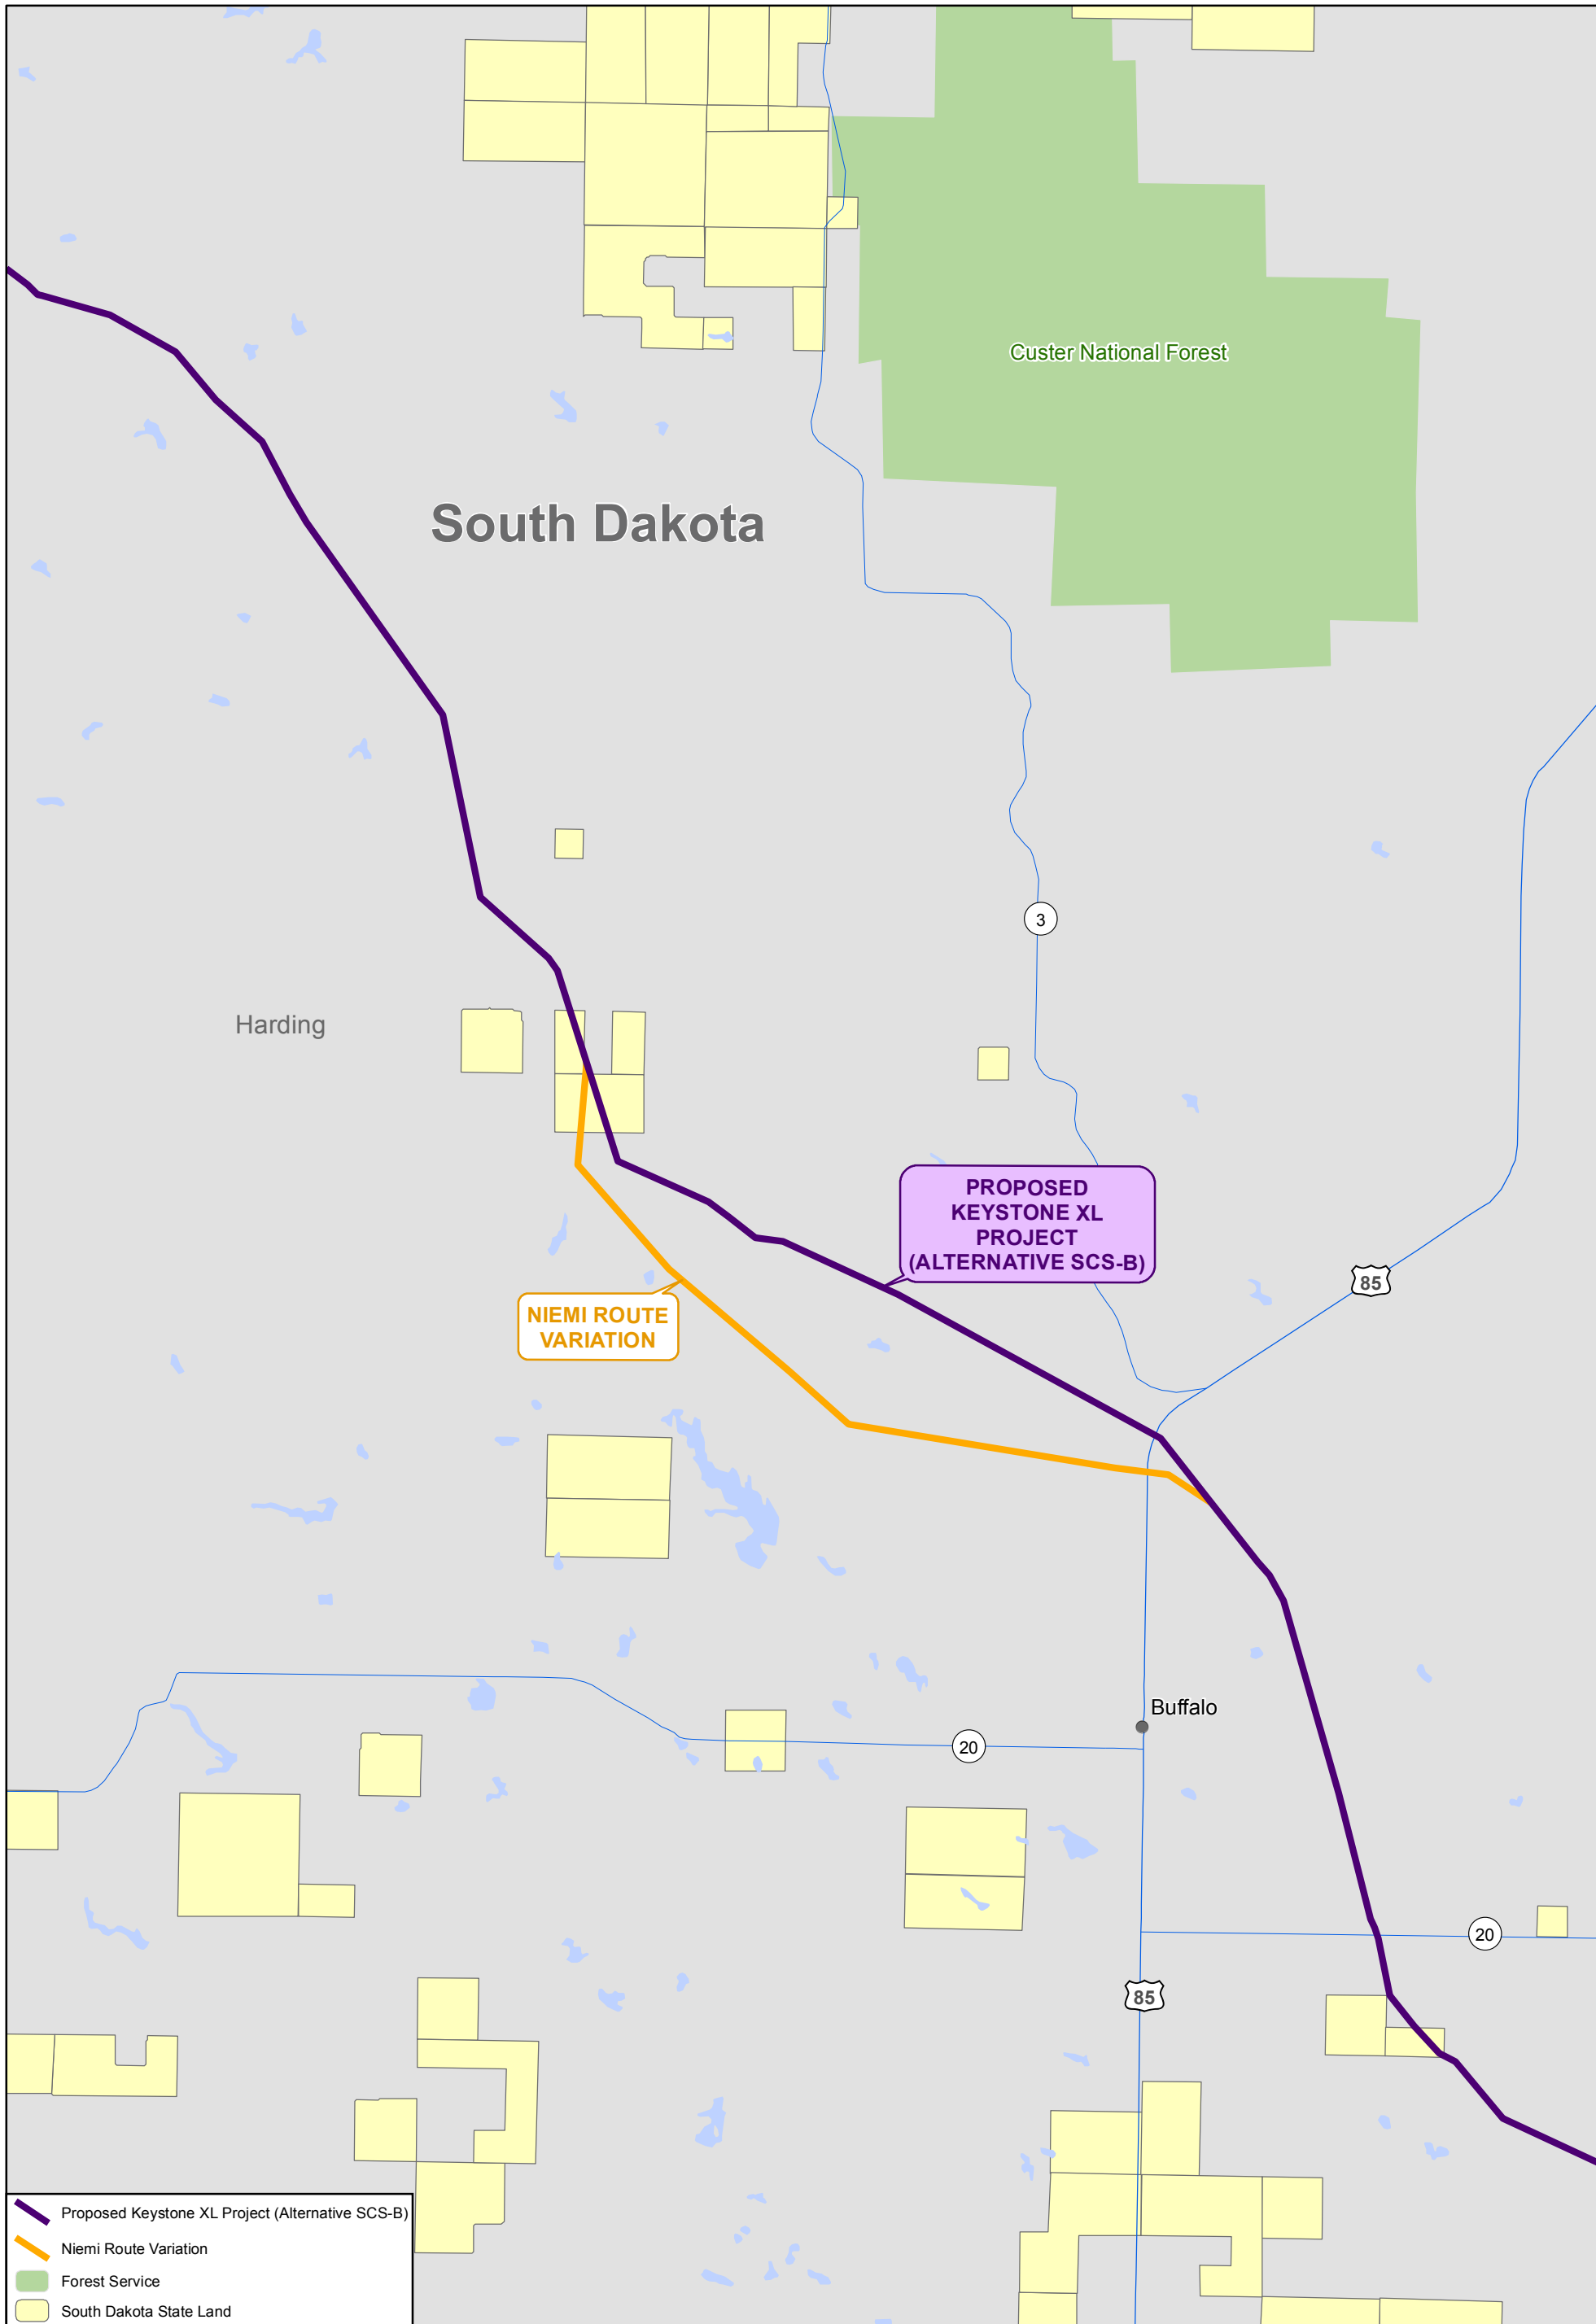 Custer National Forest
South Dakota
3
Harding
PROPOSED
KEYSTONE XL
PROJECT
(ALTERNATIVE SCS-B)
85
NIEMI ROUTE
VARIATION
Buffalo
20
20
85
Proposed Keystone XL Project (Alternative SCS-B)
Niemi Route Variation
Forest Service
South Dakota State Land